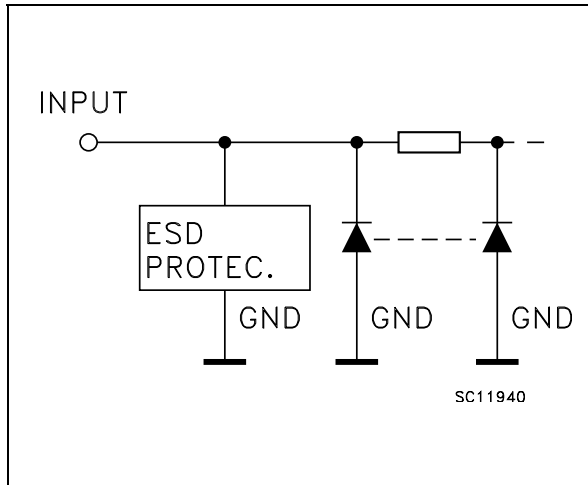 INPUT
ESD
PROTEC.
GND
GND
GND
SC11940